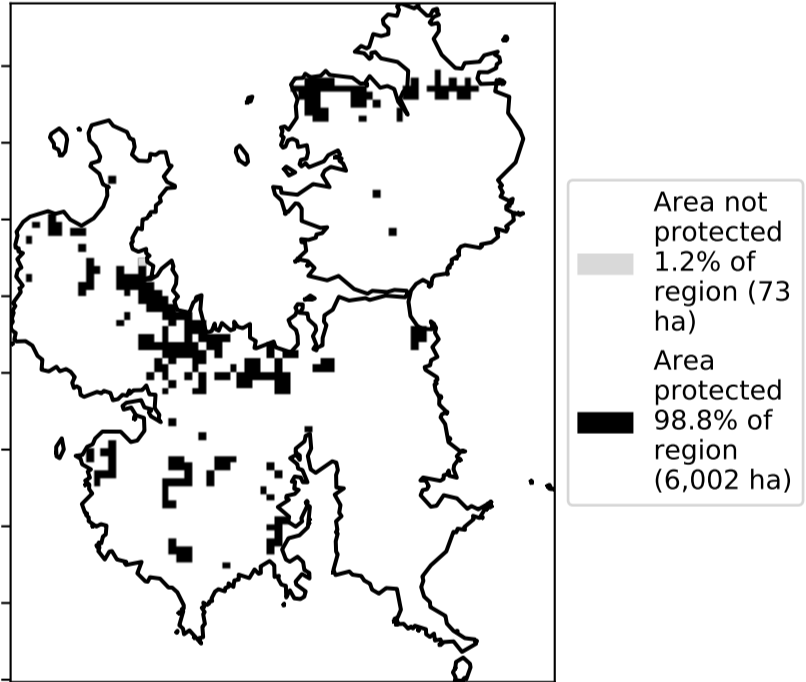 Area not
protected
1.2% of
region (73
ha)
Area
protected
98.8% of
region
(6,002 ha)